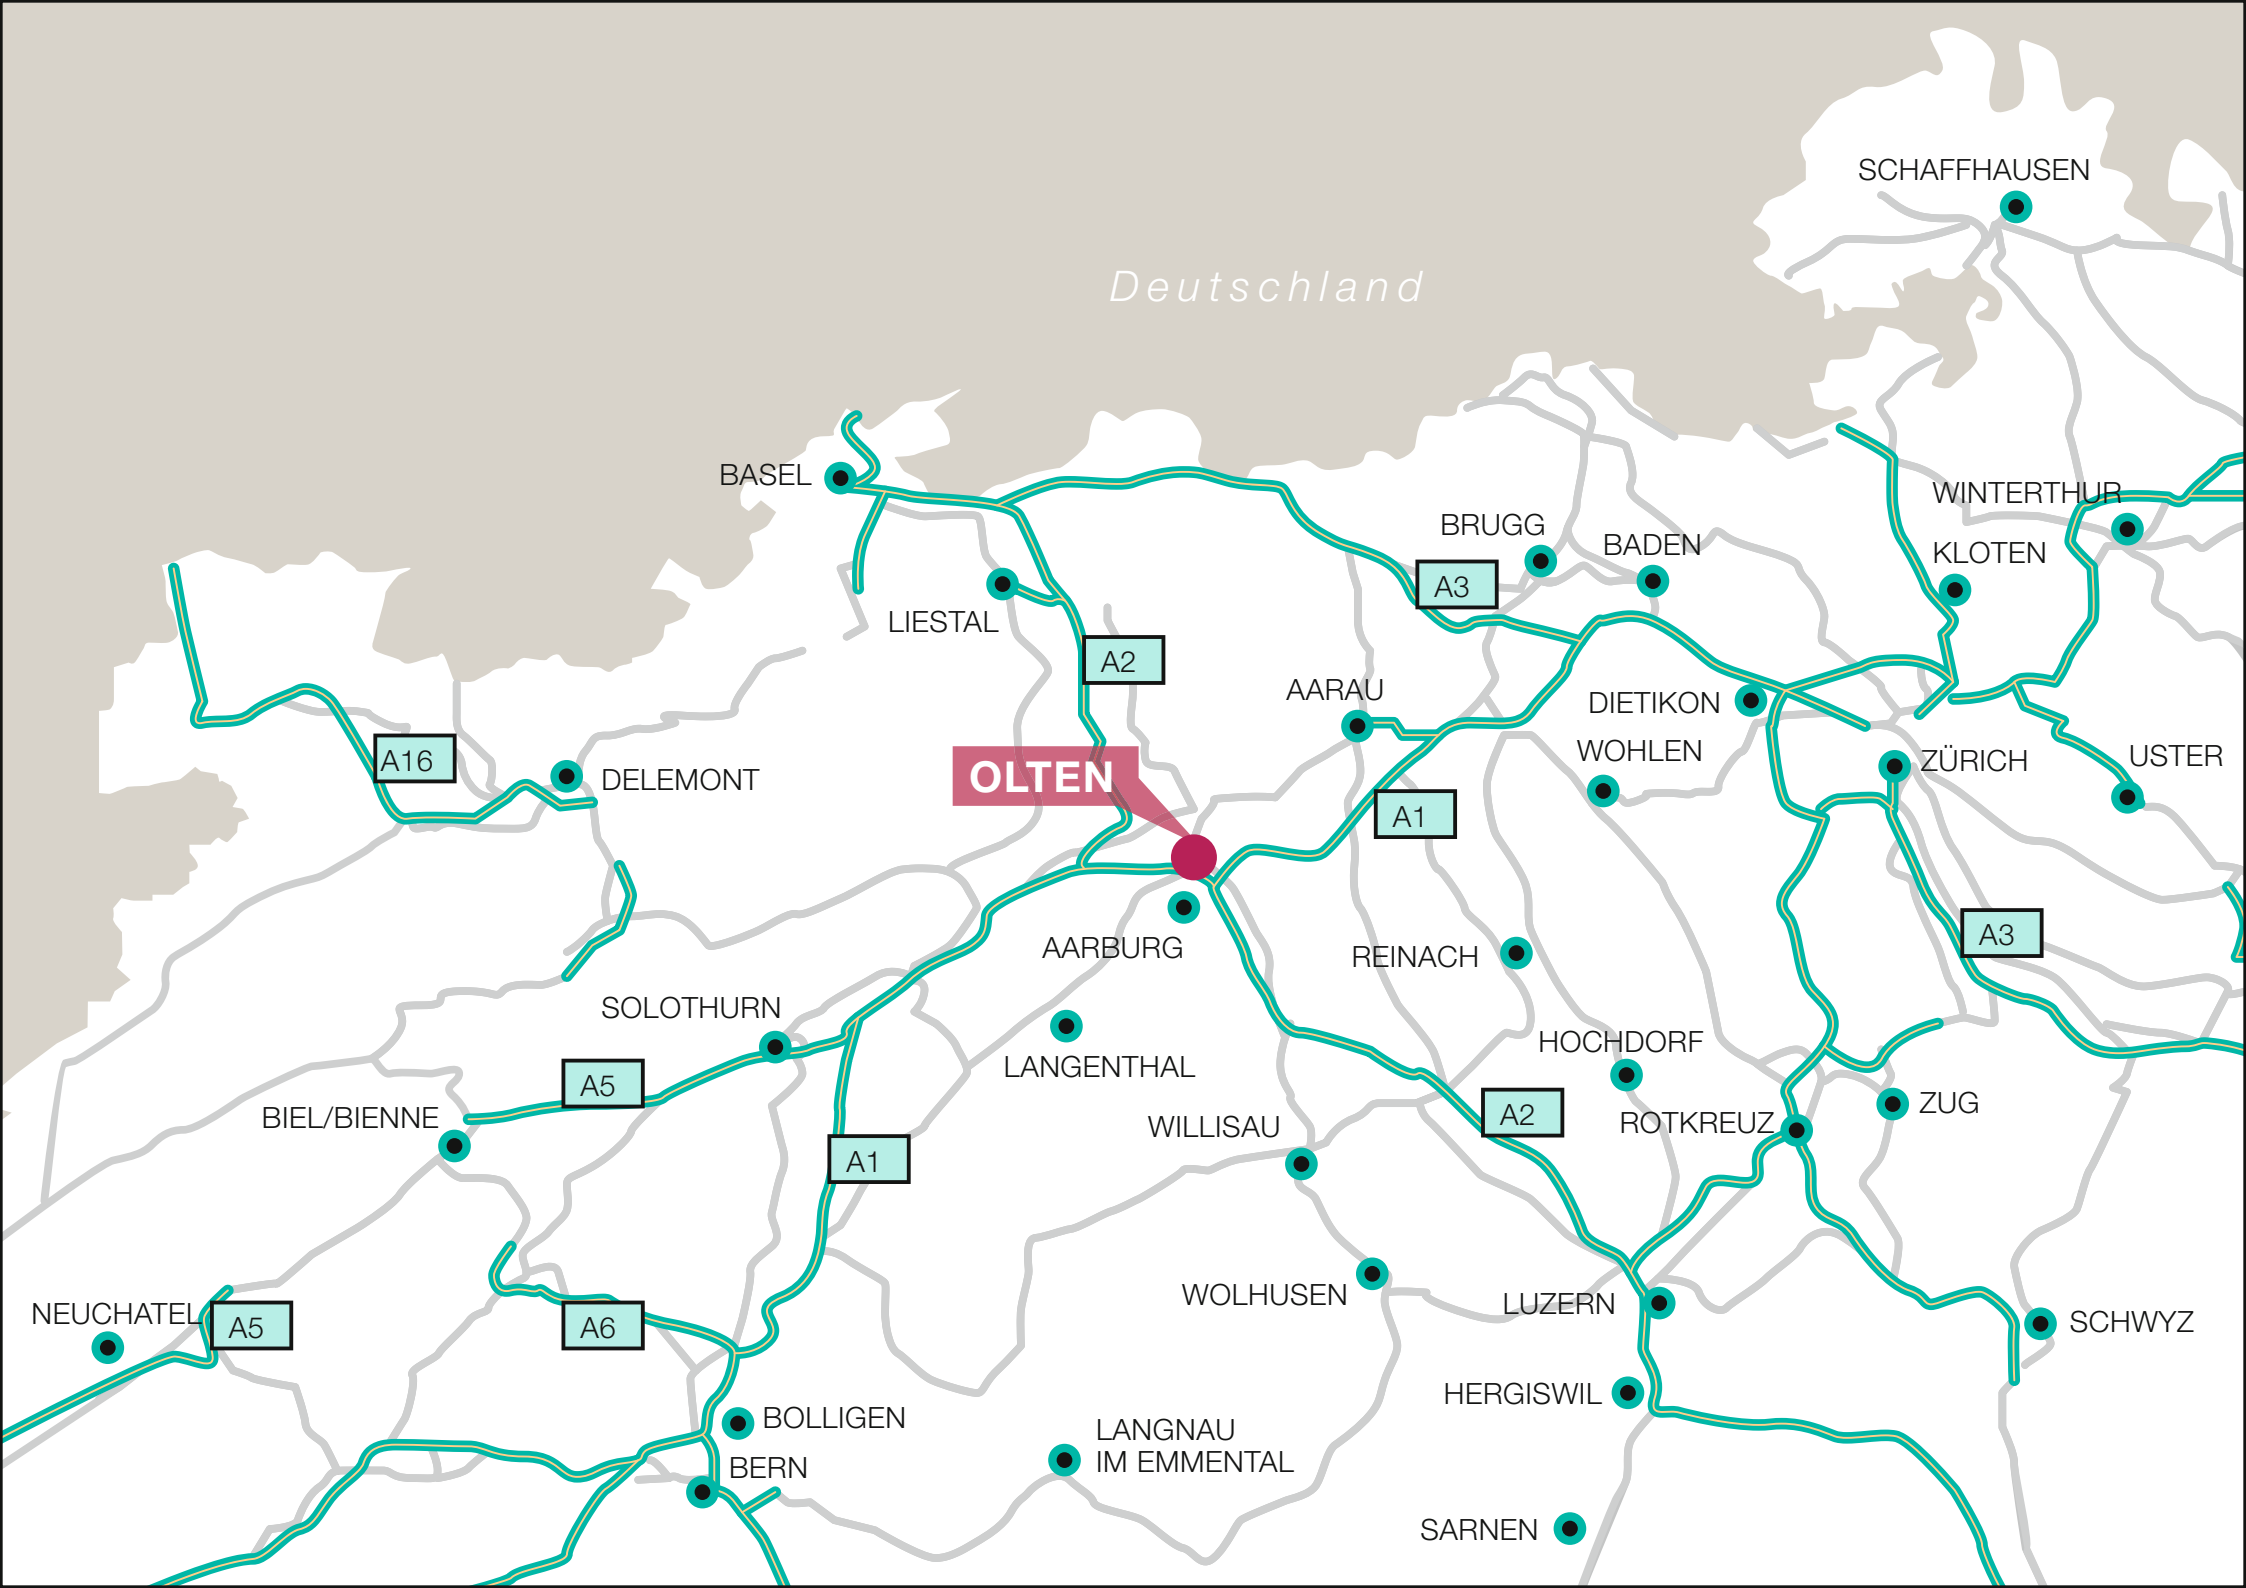 SCHAFFHAUSEN
Deutschland
BASEL
WINTERTHUR
BRUGG
BADEN
KLOTEN
A3
LIESTAL
A2
AARAU
DIETIKON
WOHLEN
ZÜRICH
USTER
A16
DELEMONT
OLTEN
A1
A3
AARBURG
REINACH
SOLOTHURN
LANGENTHAL
HOCHDORF
A5
BIEL/BIENNE
WILLISAU
A2
ROTKREUZ
ZUG
A1
WOLHUSEN
LUZERN
SCHWYZ
NEUCHATEL
A5
A6
HERGISWIL
BOLLIGEN
LANGNAU
IM EMMENTAL
BERN
SARNEN